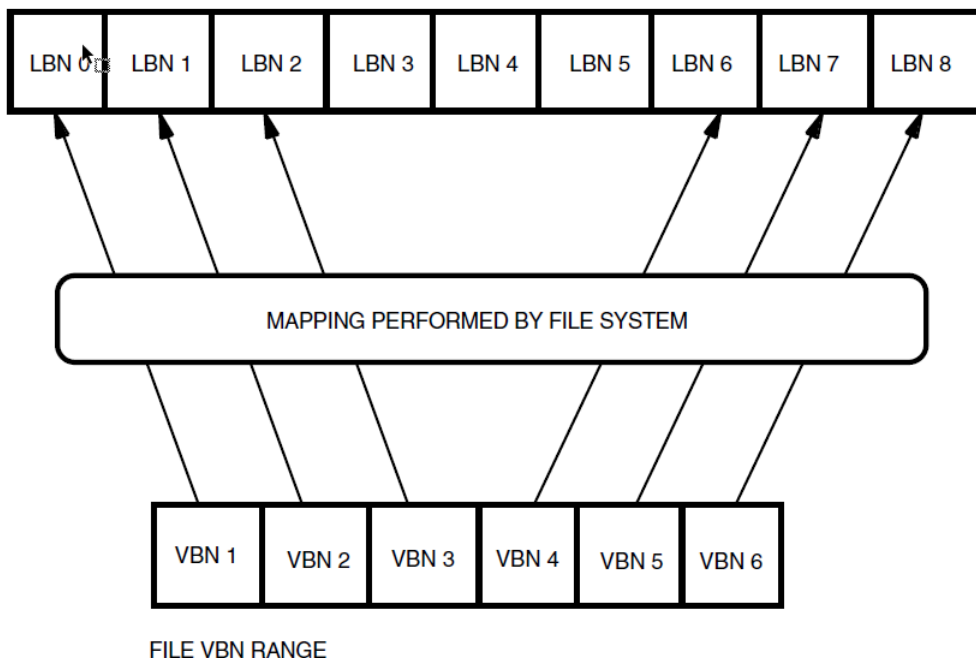 LBN 0
LBN 1
LBN 2
LBN 3
LBN 4
LBN 5
LBN 6
LBN 7
LBN 8
MAPPING PERFORMED BY FILE SYSTEM
VBN 1
VBN 2
VBN 3
VBN 4
VBN 5
VBN 6
FILE VBN RANGE